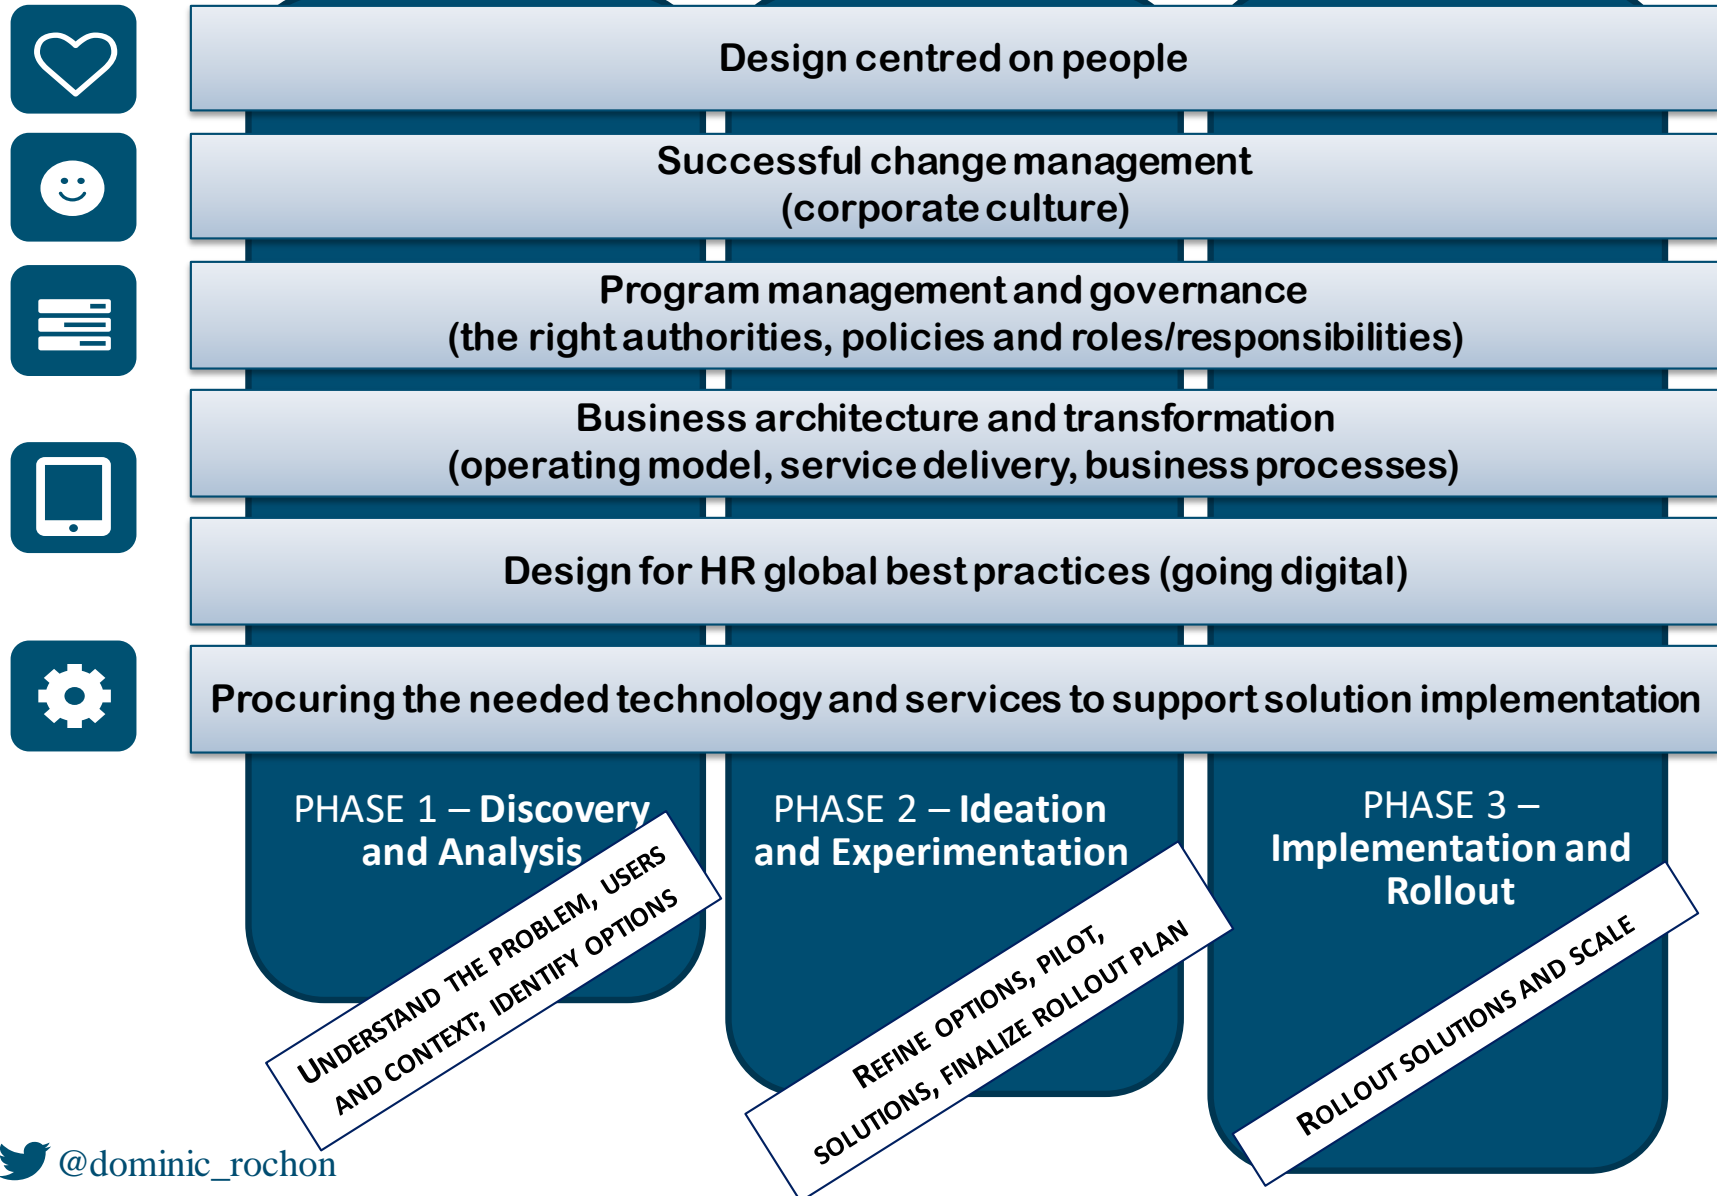 Design centred on people
Successful change management
(corporate culture)
Program management and governance
(the right authorities, policies and roles/responsibilities)
Business architecture and transformation
(operating model, service delivery, business processes)
Design for HR global best practices (going digital)
Procuring the needed technology and services to support solution implementation
PHASE 1 – Discovery
and Analysis
UNDERSTAND THE PROBLEM, USERS
AND CONTEXT; IDENTIFY OPTIONS
PHASE 2 – Ideation
and Experimentation
REFINE OPTIONS, PILOT,
SOLUTIONS, FINALIZE ROLLOUT PLAN
PHASE 3 –
Implementation and
Rollout
ROLLOUT SOLUTIONS AND SCALE
@dominic_rochon